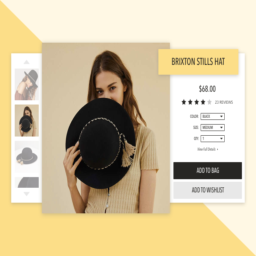 BRIXTON STILLS HAT
$68.00
23 REVIEWS
COLOR BLACK
SIZE MEDIUM
QTY 1
View Full Details >
ADD TO BAG
ADD TO WISHLIST